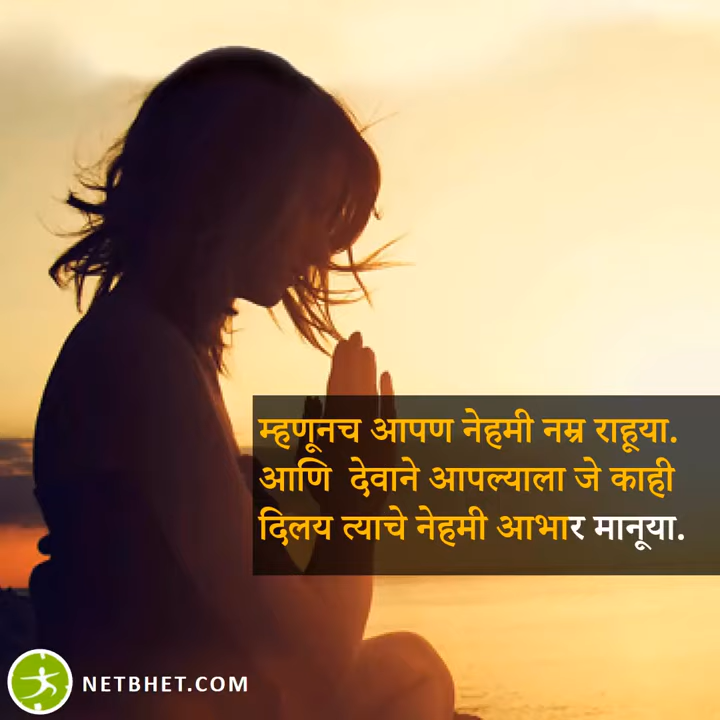 म्हणूनच आपण नेहमी नम्र राहूया.
आणि देवाने आपल्याला जे काही
दिलय त्याचे नेहमी आभार मानूया.
NETBHET.COM